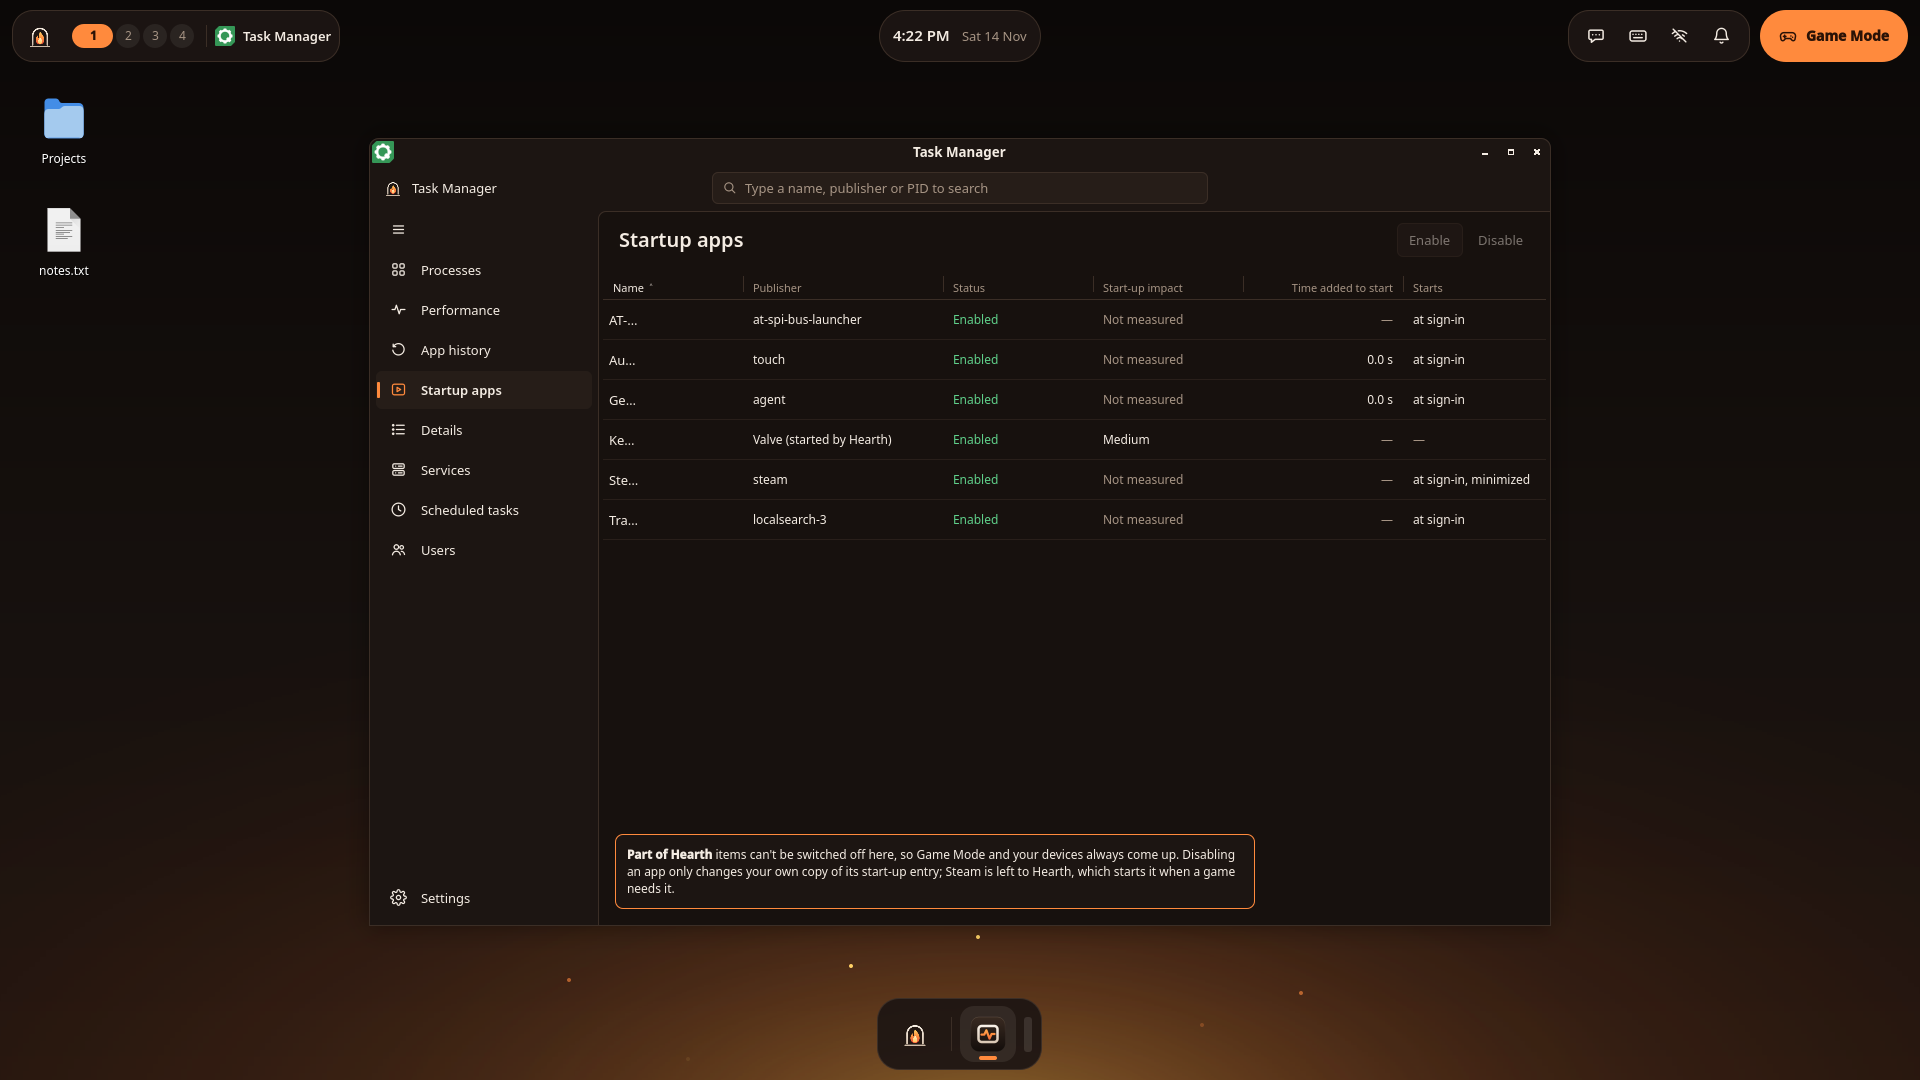 1 2 3 4 Task Manager
4:22 PM Sat 14 Nov
Game Mode
Projects
notes.txt
Task Manager
Task Manager
Type a name, publisher or PID to search
Processes
Performance
App history
Startup apps
Details
Services
Scheduled tasks
Users
Settings
Startup apps
Enable Disable
Name Publisher Status Start-up impact Time added to start Starts
AT-... at-spi-bus-launcher Enabled Not measured — at sign-in
Au... touch Enabled Not measured 0.0 s at sign-in
Ge... agent Enabled Not measured 0.0 s at sign-in
Ke... Valve (started by Hearth) Enabled Medium — —
Ste... steam Enabled Not measured — at sign-in, minimized
Tra... localsearch-3 Enabled Not measured — at sign-in
Part of Hearth items can't be switched off here, so Game Mode and your devices always come up. Disabling
an app only changes your own copy of its start-up entry; Steam is left to Hearth, which starts it when a game
needs it.